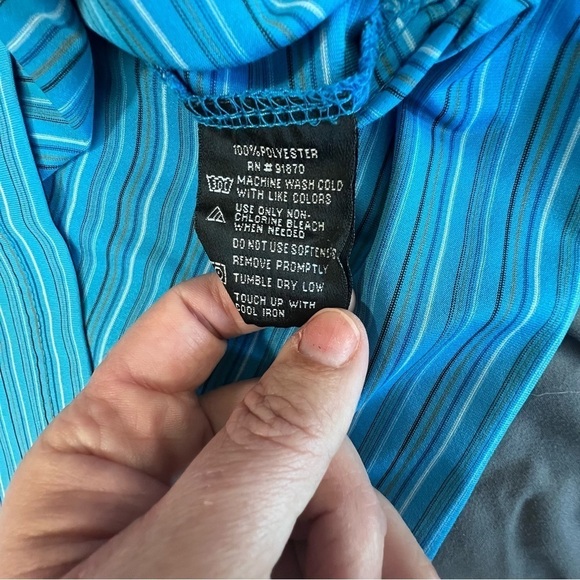 100% POLYESTER
RN # 91870
MACHINE WASH COLD
WITH LIKE COLORS
USE ONLY NON-
CHLORINE BLEACH
WHEN NEEDED
DO NOT USE SOFTENERS
REMOVE PROMPTLY
TUMBLE DRY LOW
TOUCH UP WITH
COOL IRON